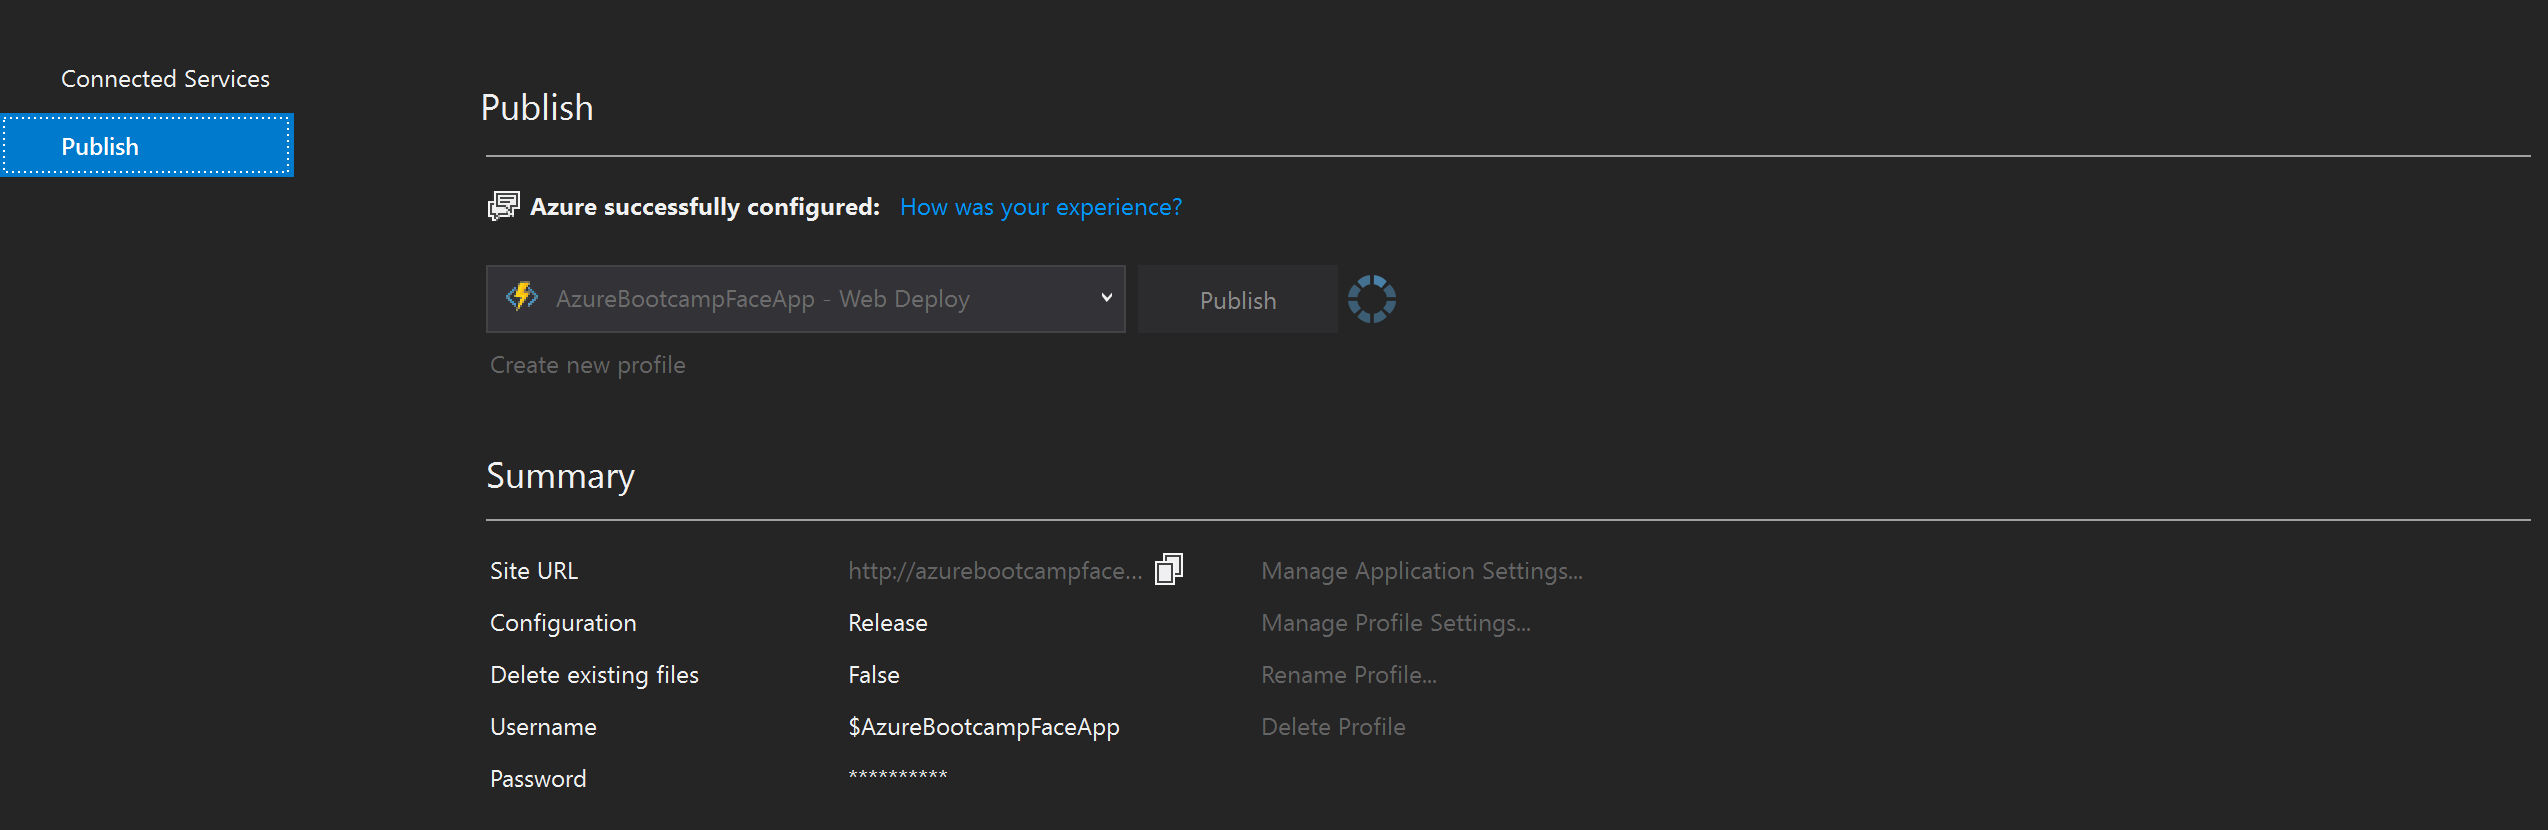 Connected Services
Publish
Publish
Azure successfully configured: How was your experience?
AzureBootcampFaceApp - Web Deploy
Publish
Create new profile
Summary
Site URL http://azurebootcampface... Manage Application Settings...
Configuration Release Manage Profile Settings...
Delete existing files False Rename Profile...
Username $AzureBootcampFaceApp Delete Profile
Password **********